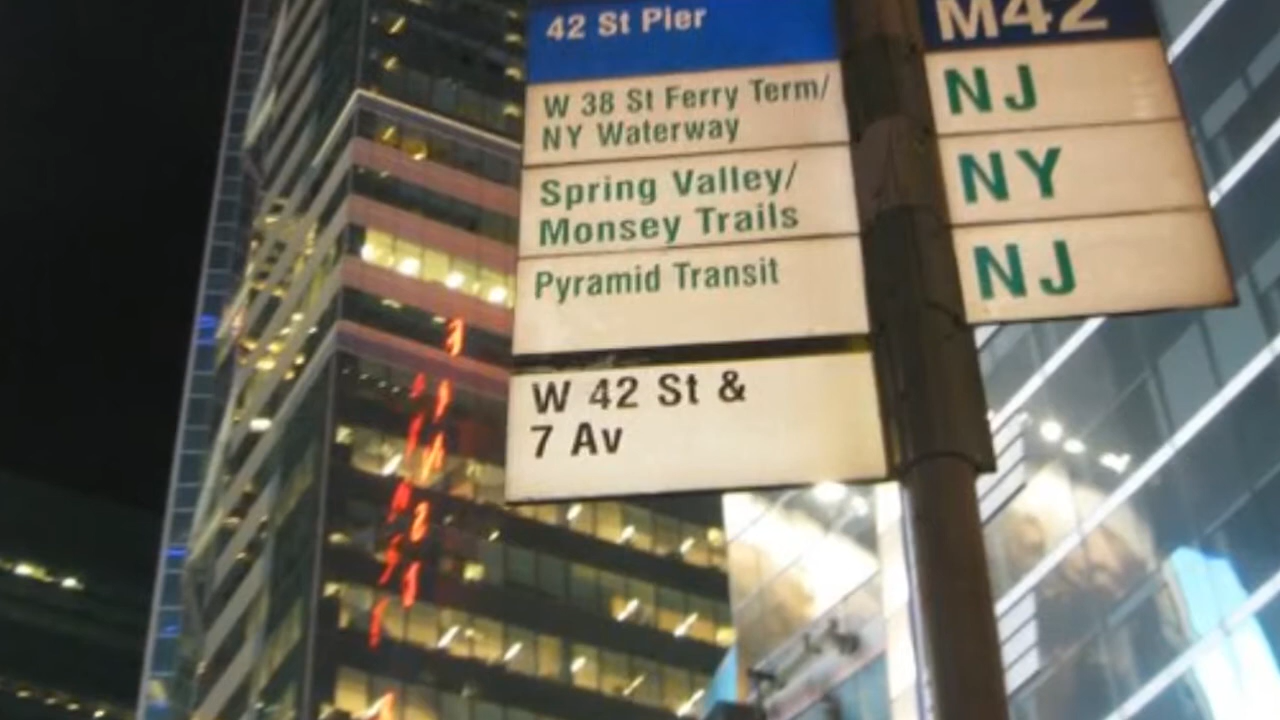 42 St Pier
M42
W 38 St Ferry Term/
NY Waterway
NJ
Spring Valley/
Monsey Trails
NY
Pyramid Transit
NJ
W 42 St &
7 Av